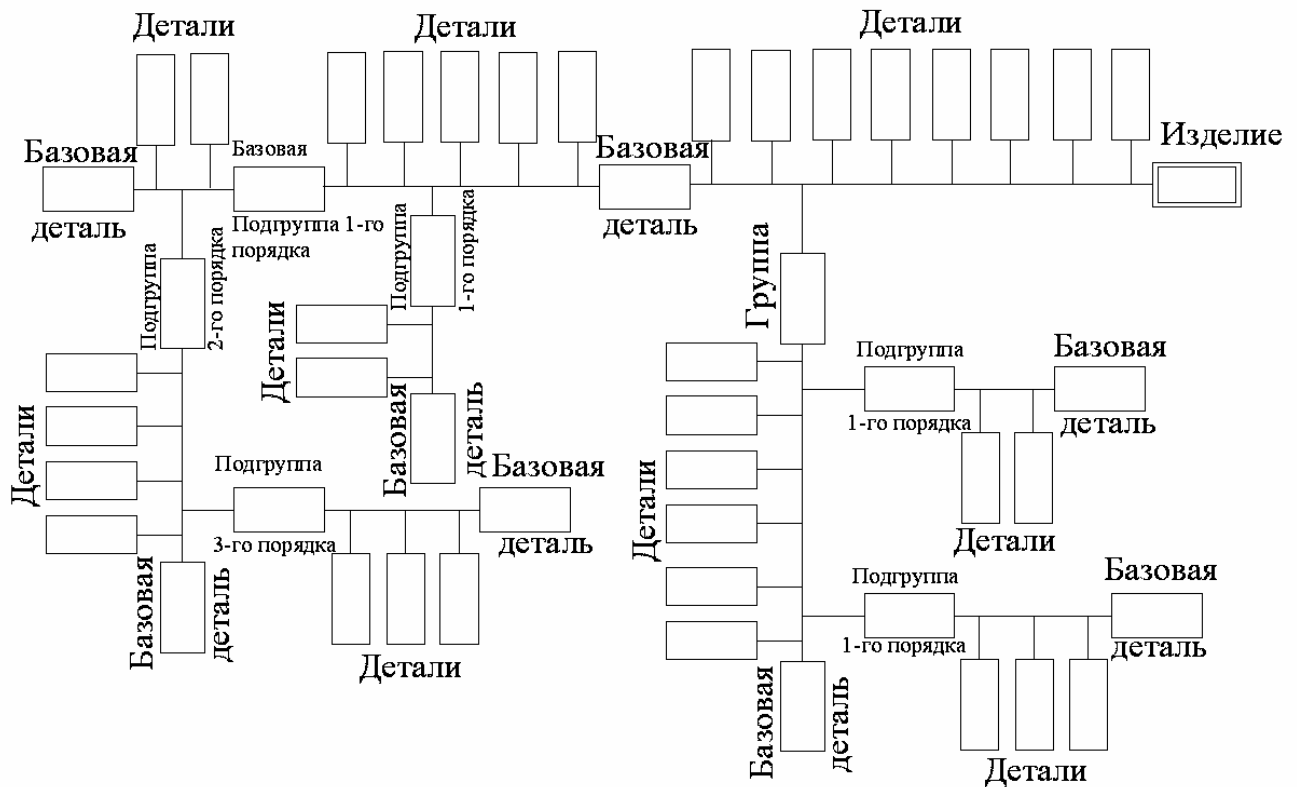 Детали
Детали
Детали
Базовая
деталь
Базовая
Подгруппа 1-го
порядка
Базовая
деталь
Изделие
Подгруппа
2-го порядка
Подгруппа
1-го порядка
Группа
Детали
Базовая
деталь
Детали
Подгруппа
3-го порядка
Базовая
деталь
Базовая
деталь
Детали
Детали
Подгруппа
1-го порядка
Базовая
деталь
Детали
Подгруппа
1-го порядка
Базовая
деталь
Базовая
деталь
Детали